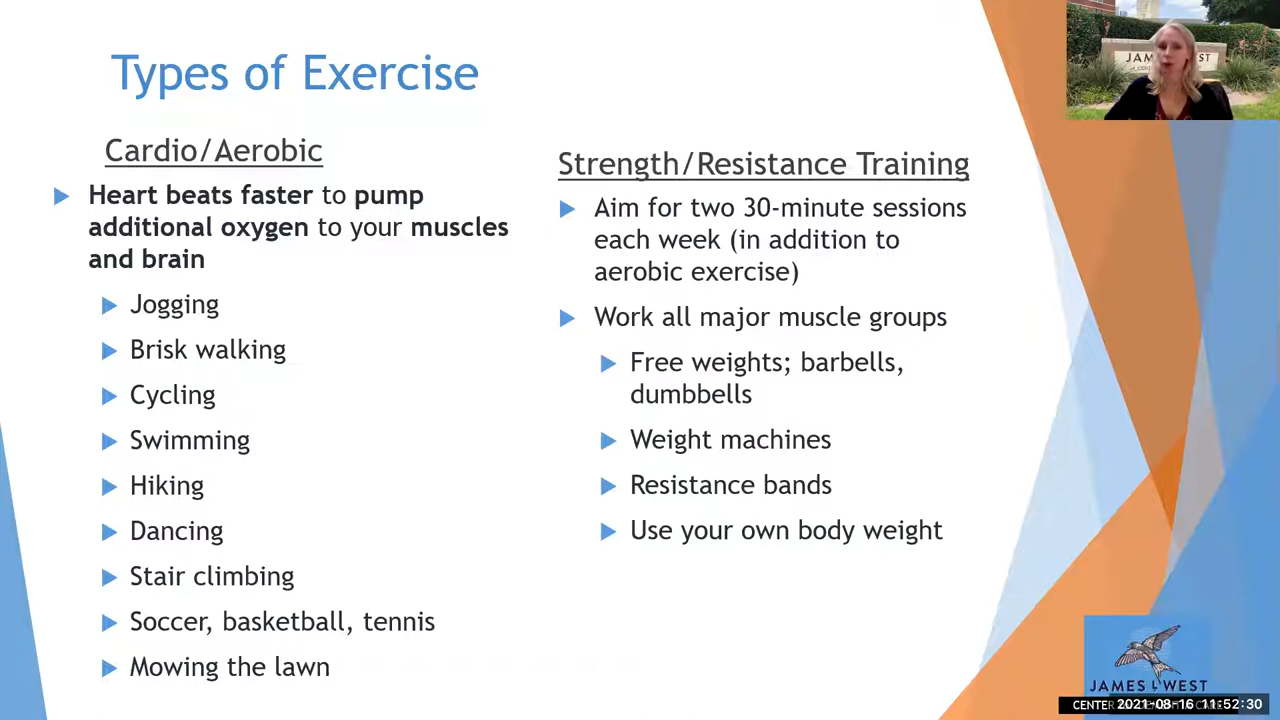 Types of Exercise
Cardio/Aerobic
Heart beats faster to pump
additional oxygen to your muscles
and brain
Jogging
Brisk walking
Cycling
Swimming
Hiking
Dancing
Stair climbing
Soccer, basketball, tennis
Mowing the lawn
Strength/Resistance Training
Aim for two 30-minute sessions
each week (in addition to
aerobic exercise)
Work all major muscle groups
Free weights; barbells,
dumbbells
Weight machines
Resistance bands
Use your own body weight
JAM WEST
JAMES L WEST
CENTER
2021-08-16 11:52:30